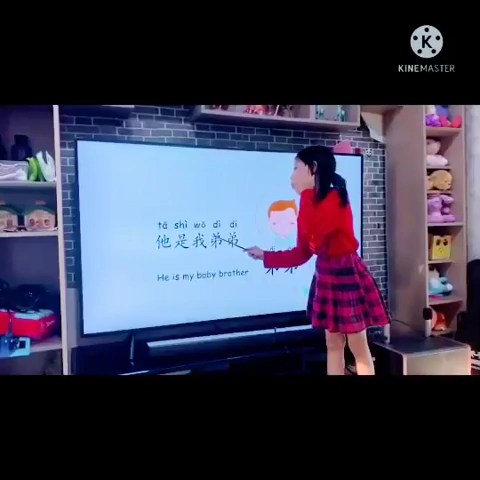 KINEMASTER
tā shì wǒ dì di
他是我弟弟
He is my baby brother